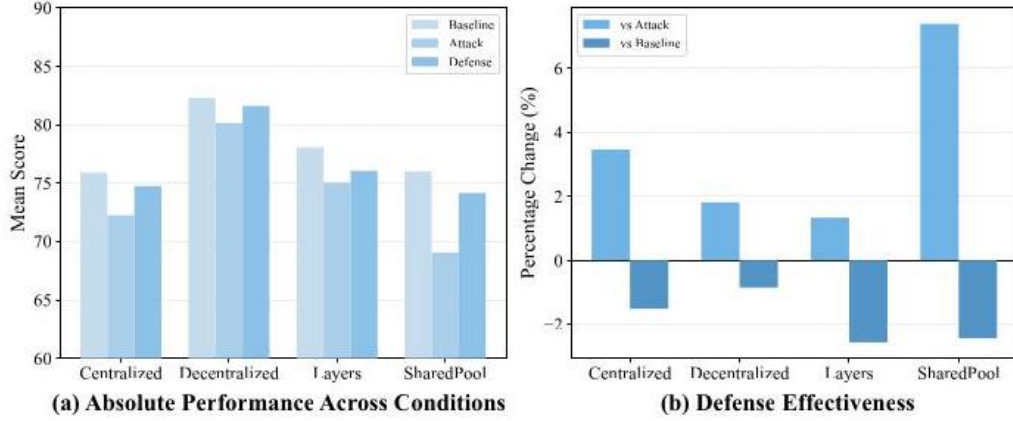 90
85
80
75
70
65
60
Mean Score
Baseline
Attack
Defense
Centralized Decentralized Layers SharedPool
(a) Absolute Performance Across Conditions
6
4
2
0
−2
Percentage Change (%)
vs Attack
vs Baseline
Centralized Decentralized Layers SharedPool
(b) Defense Effectiveness